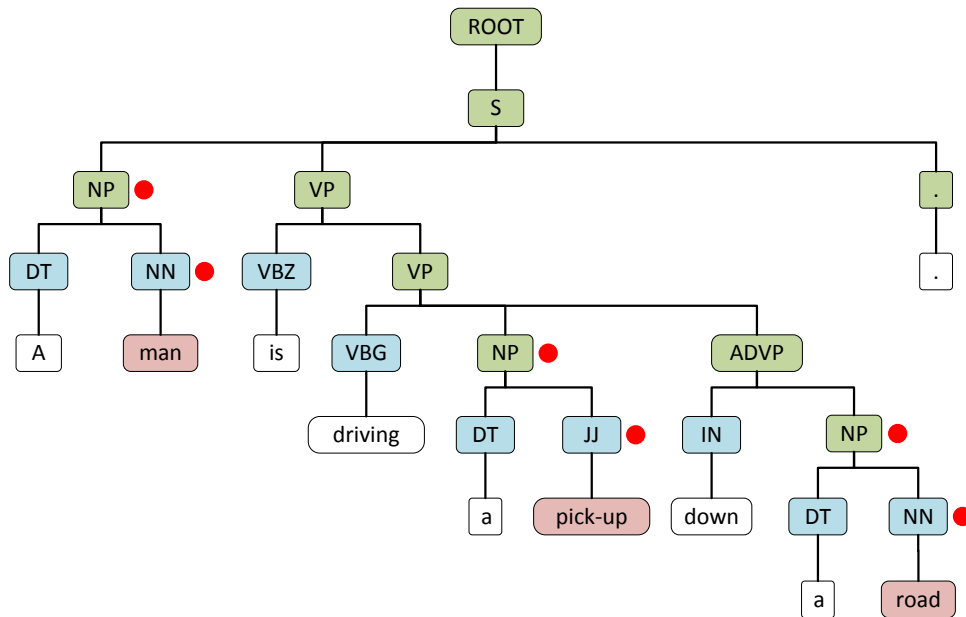 ROOT
S
NP VP .
DT NN VBZ VP .
A man is VBG NP ADVP
driving DT JJ IN NP
a pick-up down DT NN
a road